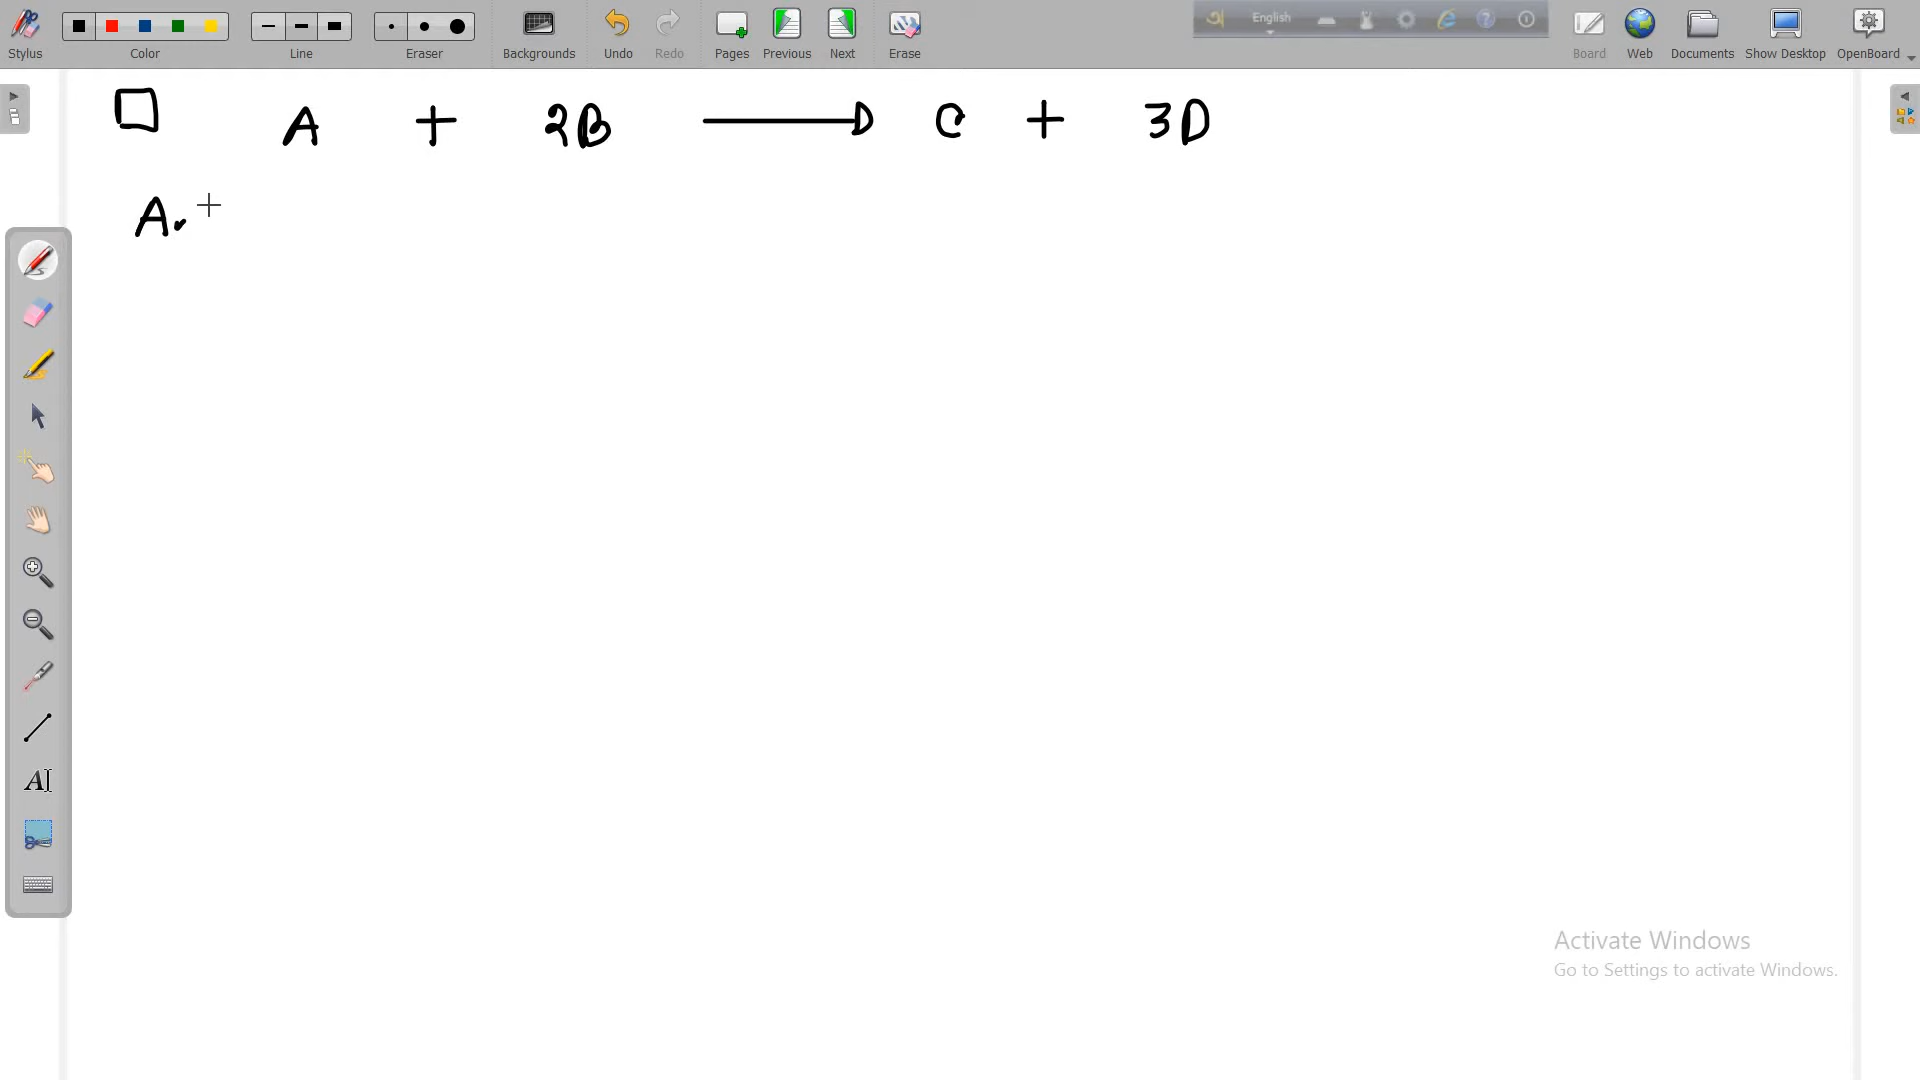 Stylus
Color
Line
Eraser
Backgrounds
Undo
Redo
Pages
Previous
Next
Erase
English
Board
Web
Documents
Show Desktop
OpenBoard
A + 2B → C + 3D
A.
Activate Windows
Go to Settings to activate Windows.